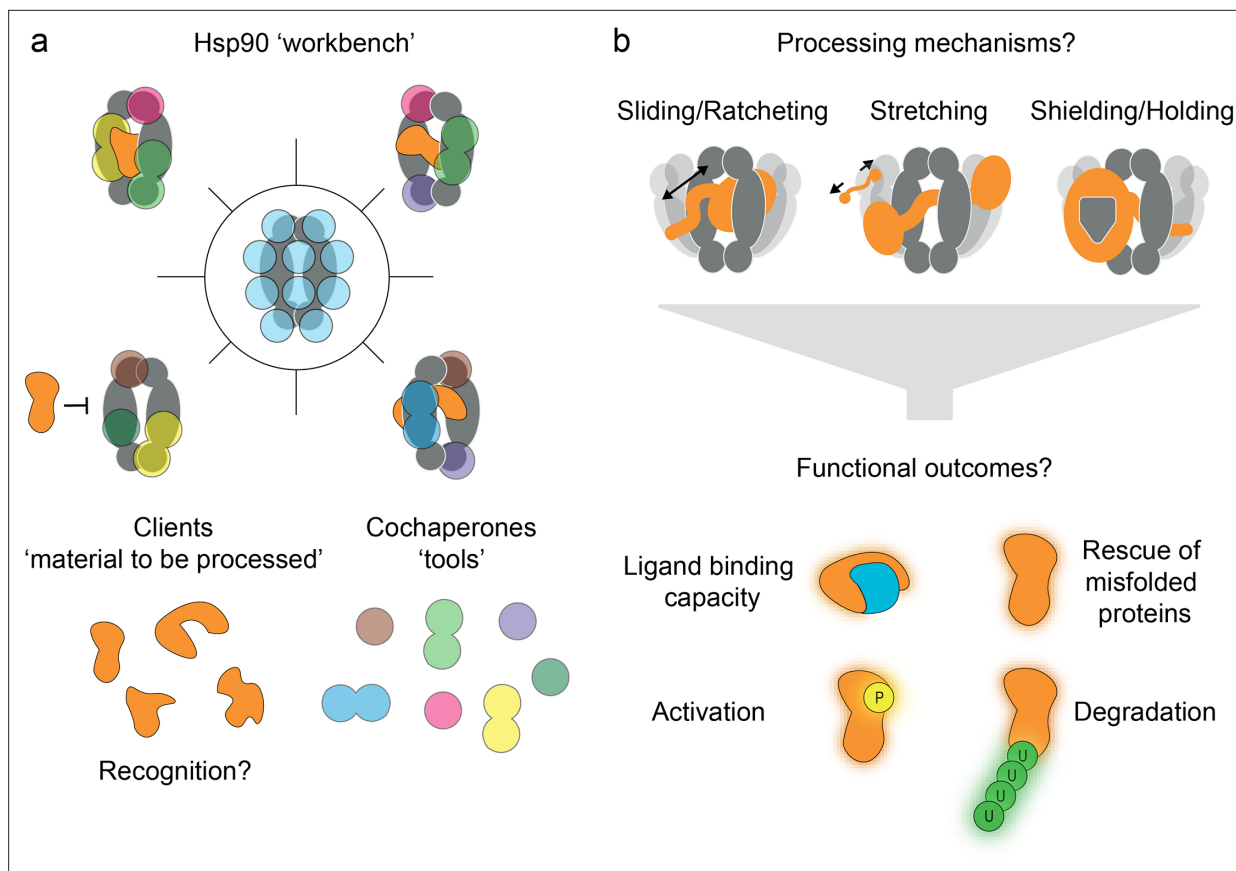 a
Hsp90 ‘workbench’
Clients
‘material to be processed’
Recognition?
Cochaperones
‘tools’
b
Processing mechanisms?
Sliding/Ratcheting
Stretching
Shielding/Holding
Functional outcomes?
Ligand binding
capacity
Rescue of
misfolded
proteins
Activation
P
Degradation
U
U
U
U